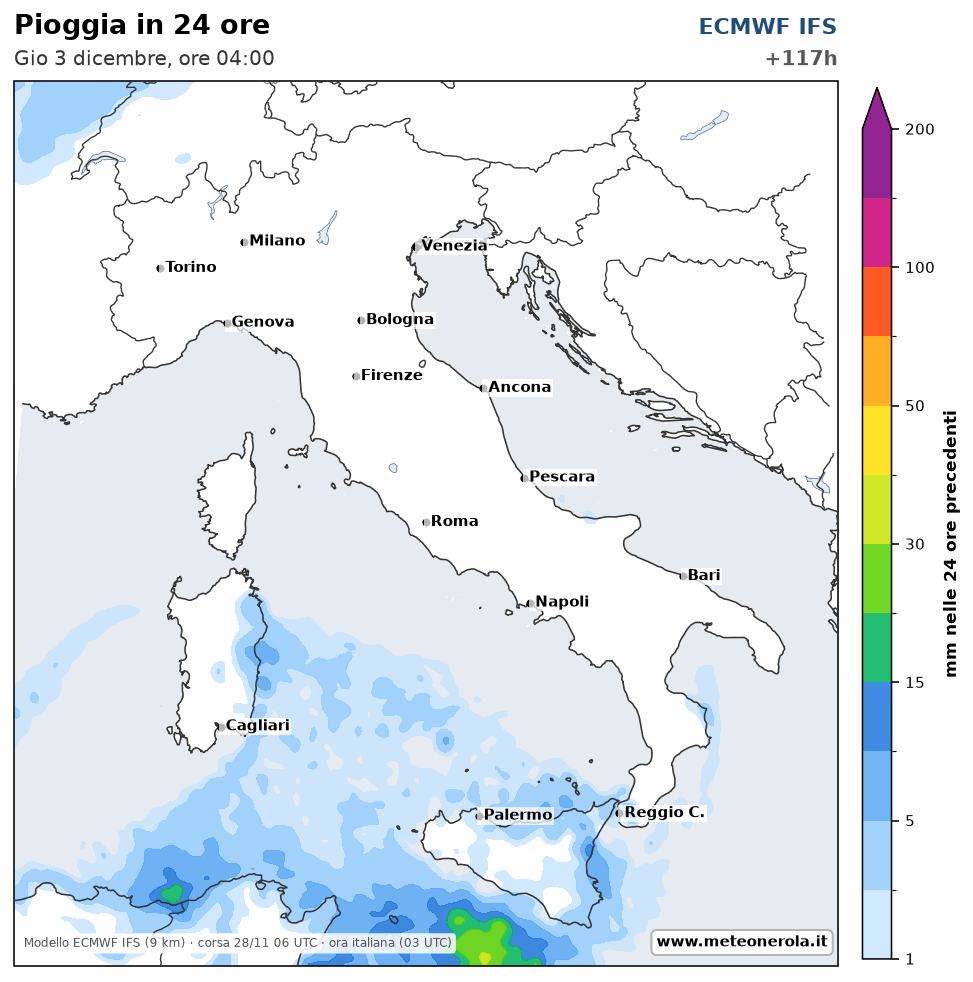 Pioggia in 24 ore
ECMWF IFS
Gio 3 dicembre, ore 04:00
+117h
Milano
Venezia
Torino
Genova
Bologna
Firenze
Ancona
Pescara
Roma
Bari
Napoli
Cagliari
Palermo
Reggio C.
Modello ECMWF IFS (9 km) · corsa 28/11 06 UTC · ora italiana (03 UTC)
www.meteonerola.it
200
100
50
30
15
5
1
mm nelle 24 ore precedenti